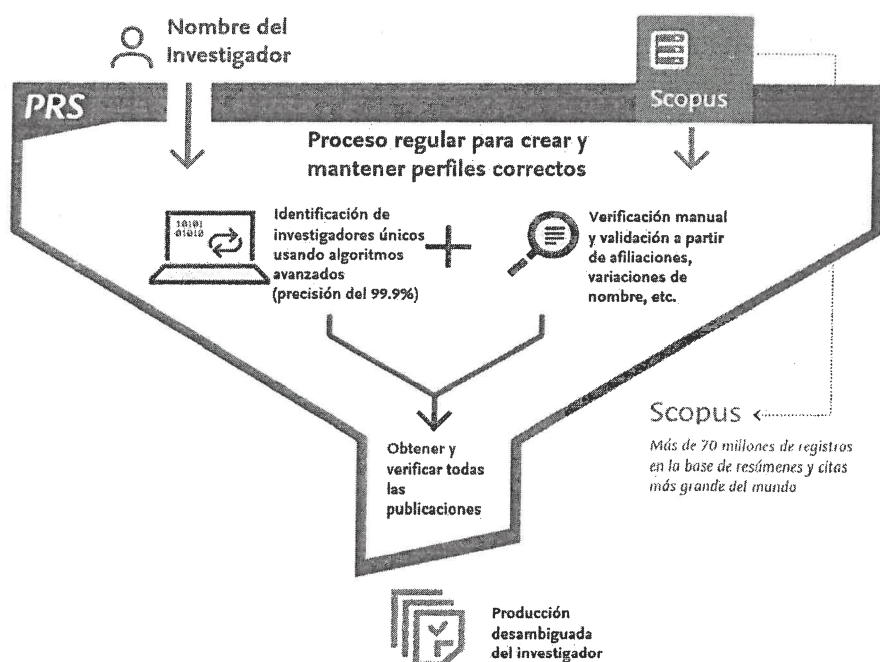 Nombre del
Investigador
Scopus
PRS
Proceso regular para crear y
mantener perfiles correctos
10101
01010
Identificación de
investigadores únicos
usando algoritmos
avanzados
(precisión del 99.9%)
Verificación manual
y validación a partir
de afiliaciones,
variaciones de
nombre, etc.
Obtener y
verificar todas
las
publicaciones
Scopus
Más de 70 millones de registros
en la base de resúmenes y citas
más grande del mundo
Producción
desambiguada
del investigador